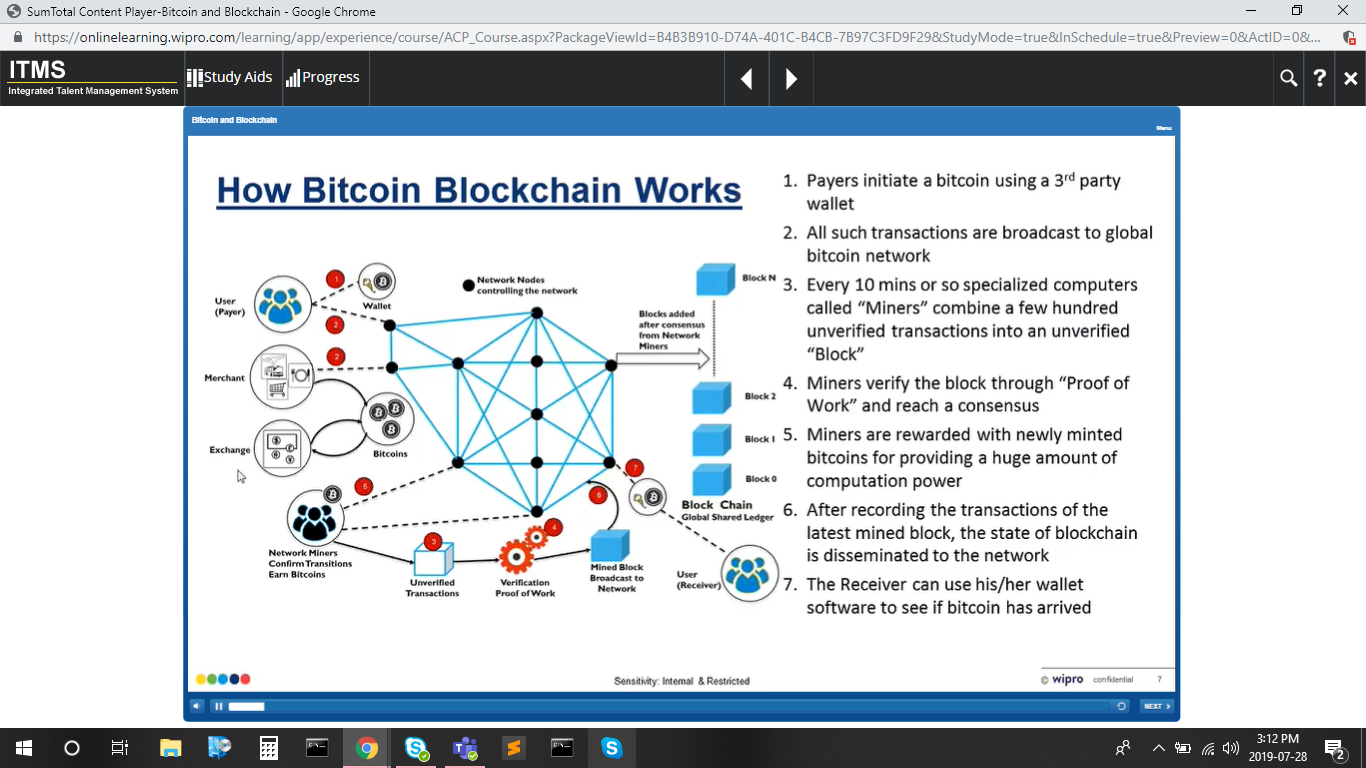 SumTotal Content Player-Bitcoin and Blockchain - Google Chrome
https://onlinelearning.wipro.com/learning/app/experience/course/ACP_Course.aspx?PackageViewId=B4B3B910-D74A-401C-B4CB-7B97C3FD9F29&StudyMode=true&InSchedule=true&Preview=0&ActID=0&...
ITMS
Integrated Talent Management System
Study Aids
Progress
?
Bitcoin and Blockchain
Menu
How Bitcoin Blockchain Works
User
(Payer)
1
Wallet
2
Network Nodes
controlling the network
Merchant
2
Exchange
Bitcoins
5
Network Miners
Confirm Transitions
Earn Bitcoins
3
Unverified
Transactions
4
Verification
Proof of Work
6
Mined Block
Broadcast to
Network
7
User
(Receiver)
Blocks added
after consensus
from Network
Miners
Block N
Block 2
Block 1
Block 0
Block Chain
Global Shared Ledger
1. Payers initiate a bitcoin using a 3rd party
wallet
2. All such transactions are broadcast to global
bitcoin network
3. Every 10 mins or so specialized computers
called “Miners” combine a few hundred
unverified transactions into an unverified
“Block”
4. Miners verify the block through “Proof of
Work” and reach a consensus
5. Miners are rewarded with newly minted
bitcoins for providing a huge amount of
computation power
6. After recording the transactions of the
latest mined block, the state of blockchain
is disseminated to the network
7. The Receiver can use his/her wallet
software to see if bitcoin has arrived
Sensitivity: Internal & Restricted
© wipro confidential 7
NEXT >
3:12 PM
2019-07-28
2